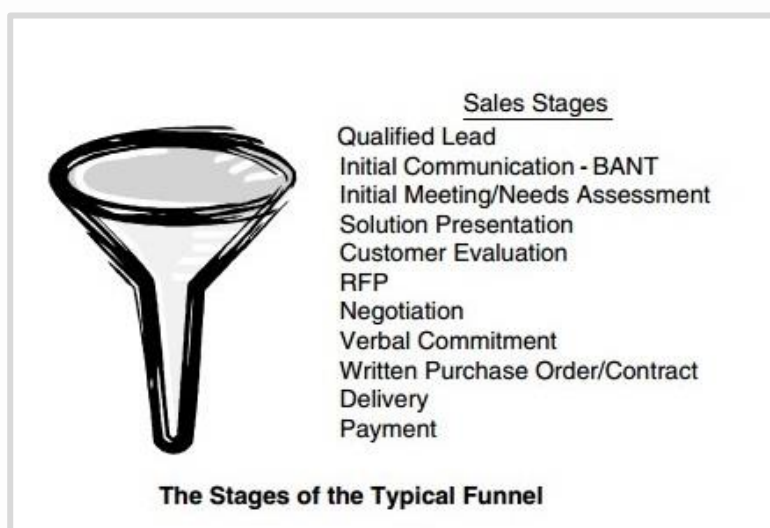 Sales Stages
Qualified Lead
Initial Communication - BANT
Initial Meeting/Needs Assessment
Solution Presentation
Customer Evaluation
RFP
Negotiation
Verbal Commitment
Written Purchase Order/Contract
Delivery
Payment
The Stages of the Typical Funnel